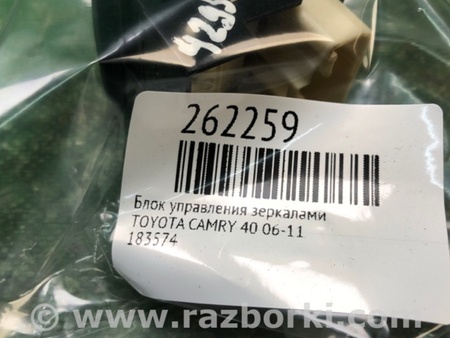 262259
Блок управления зеркалами
TOYOTA CAMRY 40 06-11
183574
www.razborki.com